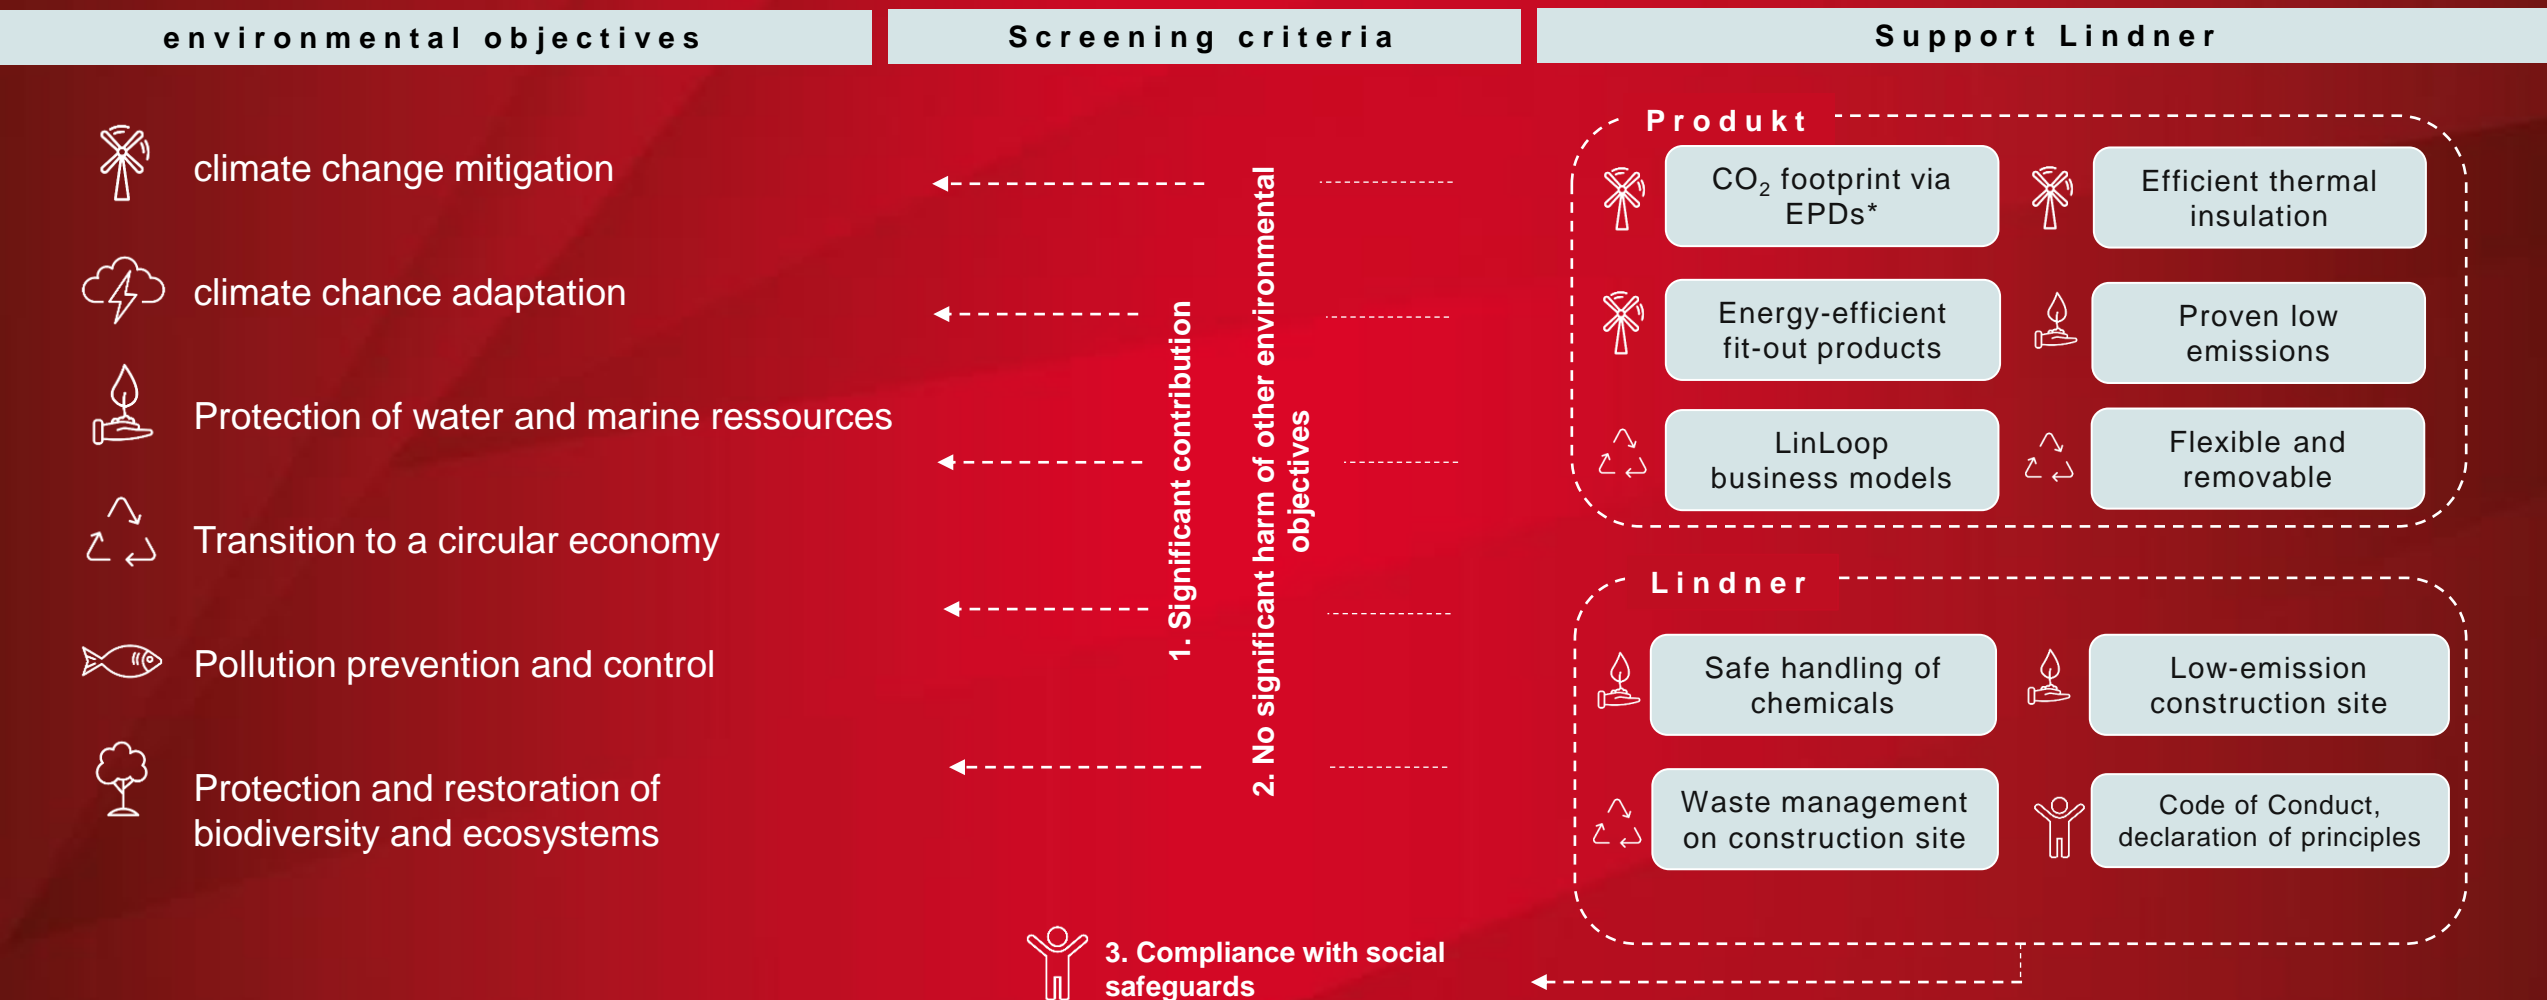 environmental objectives
Screening criteria
Support Lindner
climate change mitigation
climate chance adaptation
Protection of water and marine ressources
Transition to a circular economy
Pollution prevention and control
Protection and restoration of
biodiversity and ecosystems
1. Significant contribution
2. No significant harm of other environmental
objectives
3. Compliance with social
safeguards
Produkt
CO₂ footprint via
EPDs*
Efficient thermal
insulation
Energy-efficient
fit-out products
Proven low
emissions
LinLoop
business models
Flexible and
removable
Lindner
Safe handling of
chemicals
Low-emission
construction site
Waste management
on construction site
Code of Conduct,
declaration of principles